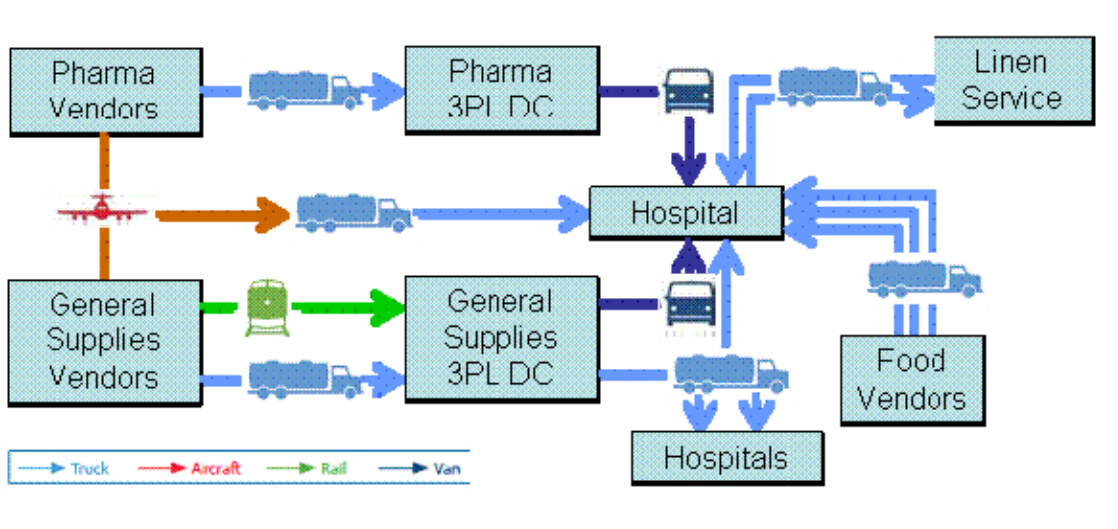 Pharma
Vendors
Pharma
3PL DC
Linen
Service
Hospital
General
Supplies
Vendors
General
Supplies
3PL DC
Food
Vendors
Hospitals
Truck Aircraft Rail Van